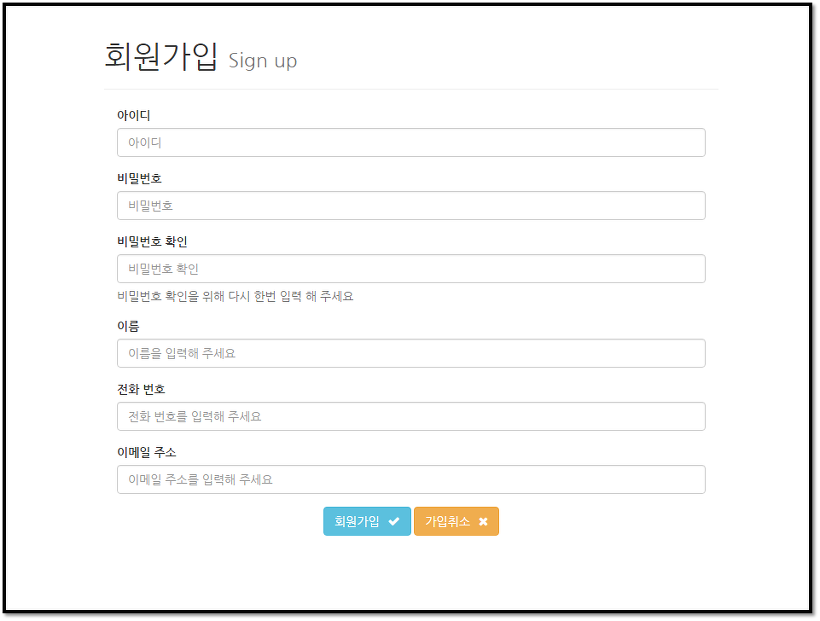 회원가입 Sign up
아이디
아이디
비밀번호
비밀번호
비밀번호 확인
비밀번호 확인
비밀번호 확인을 위해 다시 한번 입력 해 주세요
이름
이름을 입력해 주세요
전화 번호
전화 번호를 입력해 주세요
이메일 주소
이메일 주소를 입력해 주세요
회원가입 가입취소